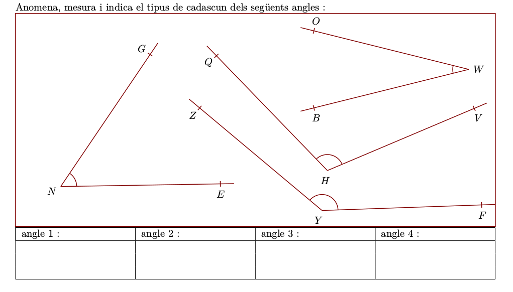 Anomena, mesura i indica el tipus de cadascun dels següents angles :
O
G
Q
W
Z
B
V
H
N
E
Y
F
angle 1 :
angle 2 :
angle 3 :
angle 4 :